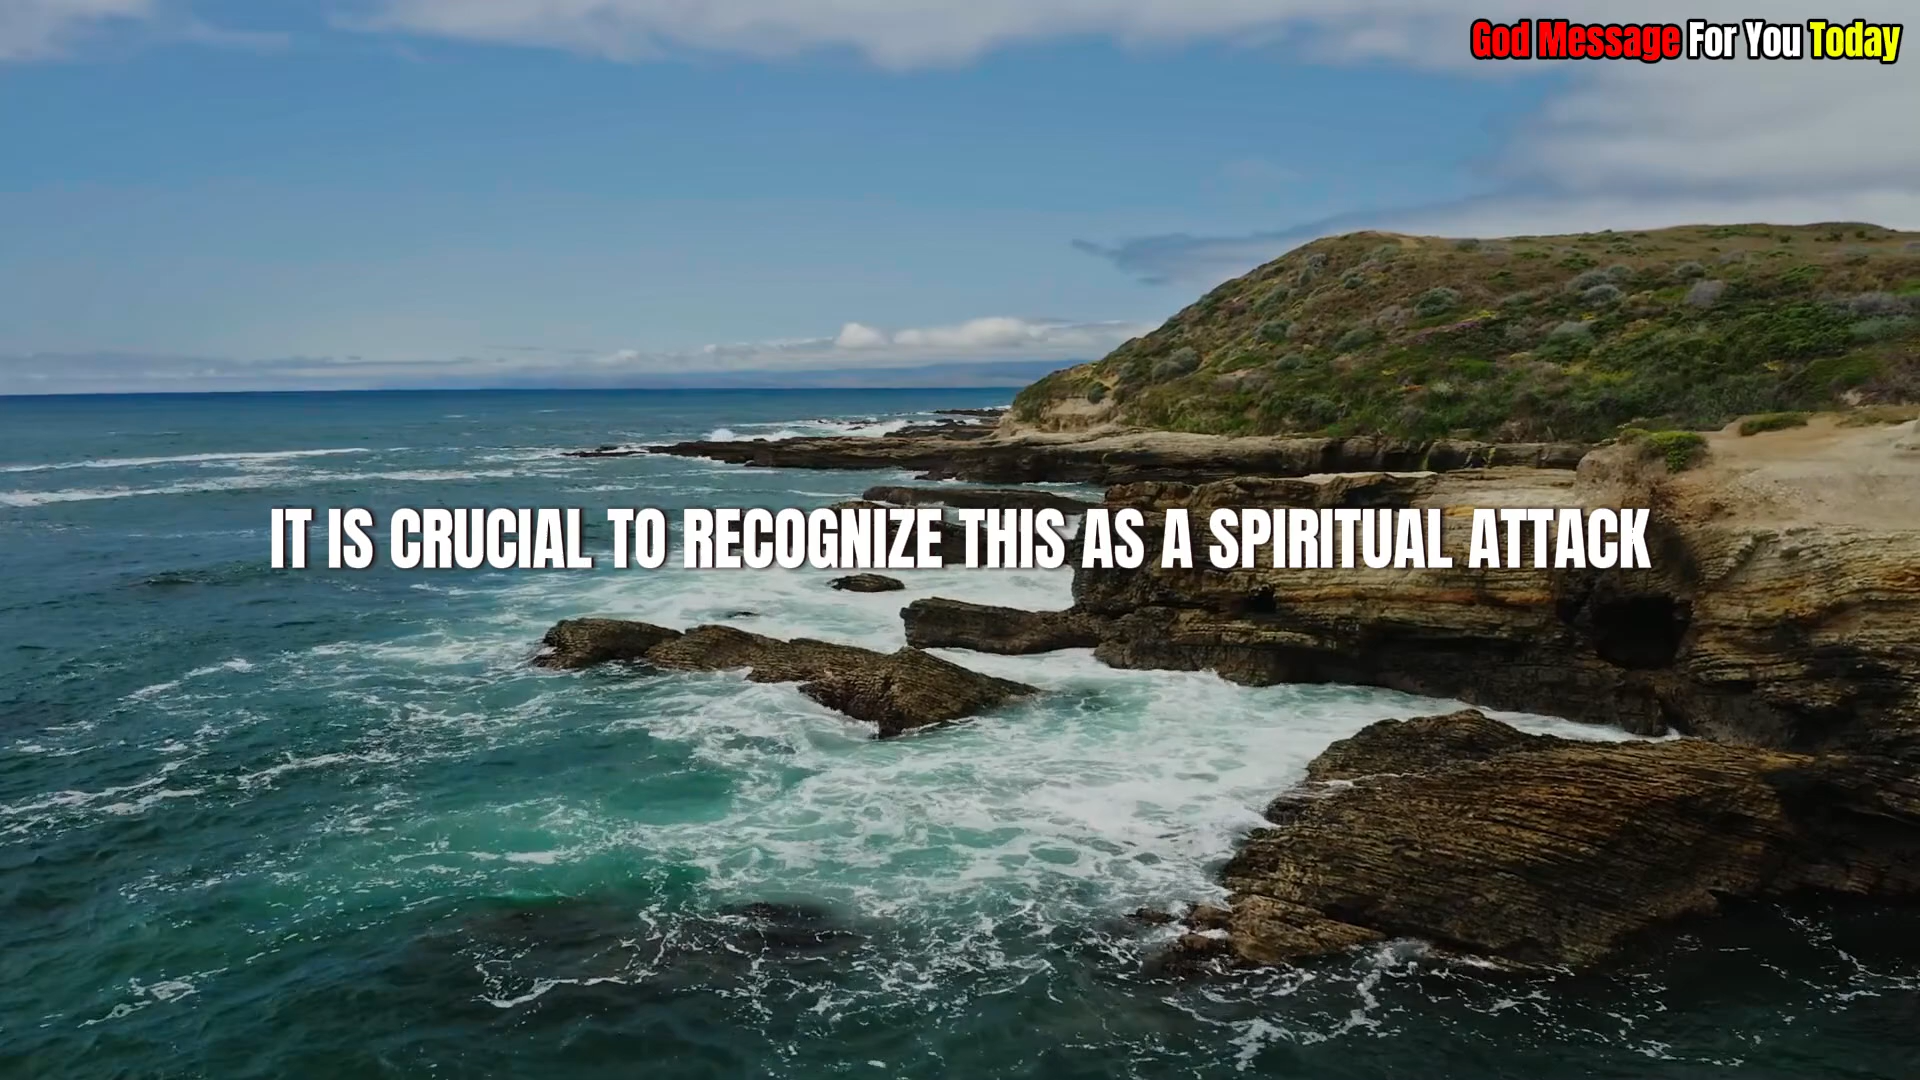 God Message For You Today
IT IS CRUCIAL TO RECOGNIZE THIS AS A SPIRITUAL ATTACK